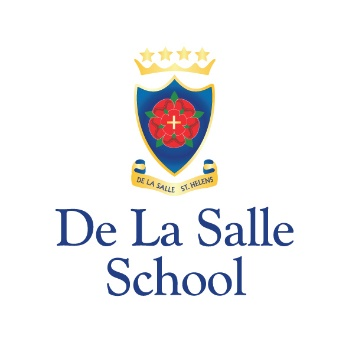 DE LA SALLE ST. HELENS
De La Salle
School